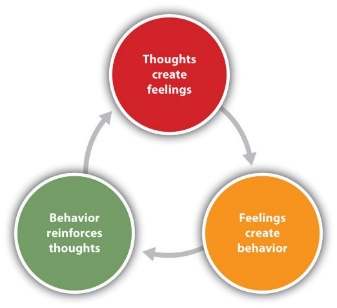 Thoughts
create
feelings
Feelings
create
behavior
Behavior
reinforces
thoughts